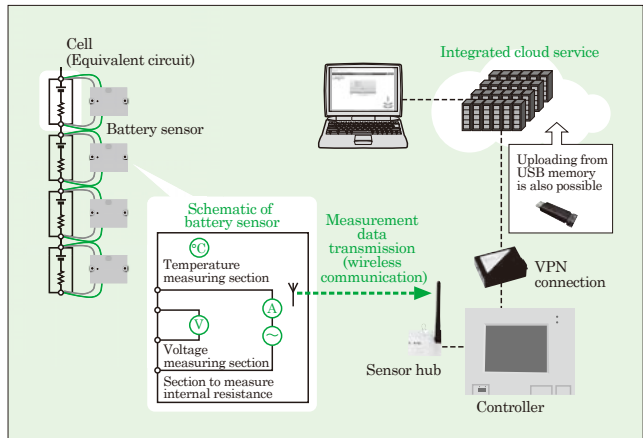 Cell
(Equivalent circuit)
Battery sensor
Integrated cloud service
Uploading from
USB memory
is also possible
Schematic of
battery sensor
°C
Temperature
measuring section
A
V
Voltage
measuring section
Section to measure
internal resistance
Measurement
data
transmission
(wireless
communication)
VPN
connection
Sensor hub
Controller